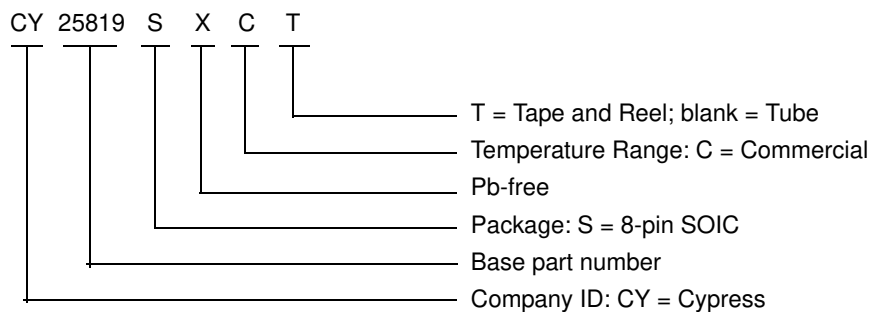 CY 25819 S X C T
T = Tape and Reel; blank = Tube
Temperature Range: C = Commercial
Pb-free
Package: S = 8-pin SOIC
Base part number
Company ID: CY = Cypress